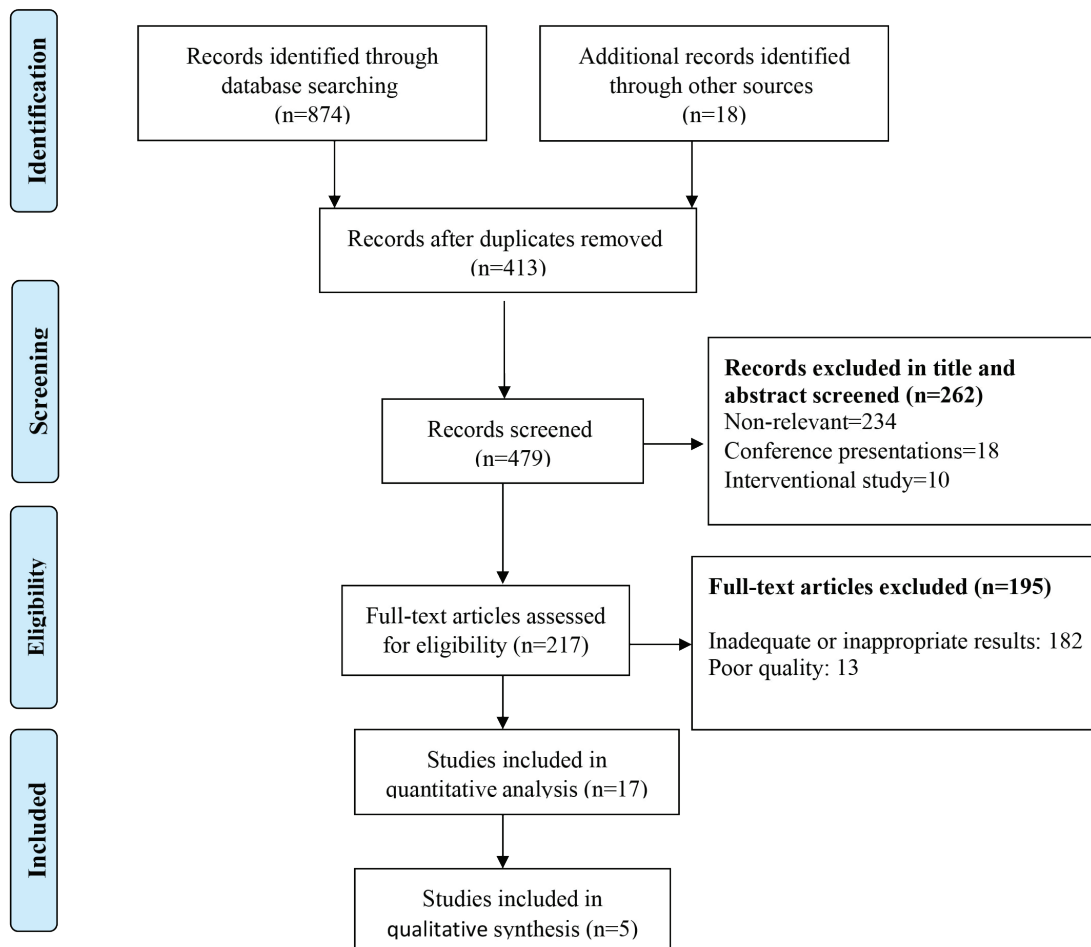 Identification
Records identified through
database searching
(n=874)
Additional records identified
through other sources
(n=18)
Records after duplicates removed
(n=413)
Screening
Records screened
(n=479)
Records excluded in title and
abstract screened (n=262)
Non-relevant=234
Conference presentations=18
Interventional study=10
Eligibility
Full-text articles assessed
for eligibility (n=217)
Full-text articles excluded (n=195)
Inadequate or inappropriate results: 182
Poor quality: 13
Included
Studies included in
quantitative analysis (n=17)
Studies included in
qualitative synthesis (n=5)